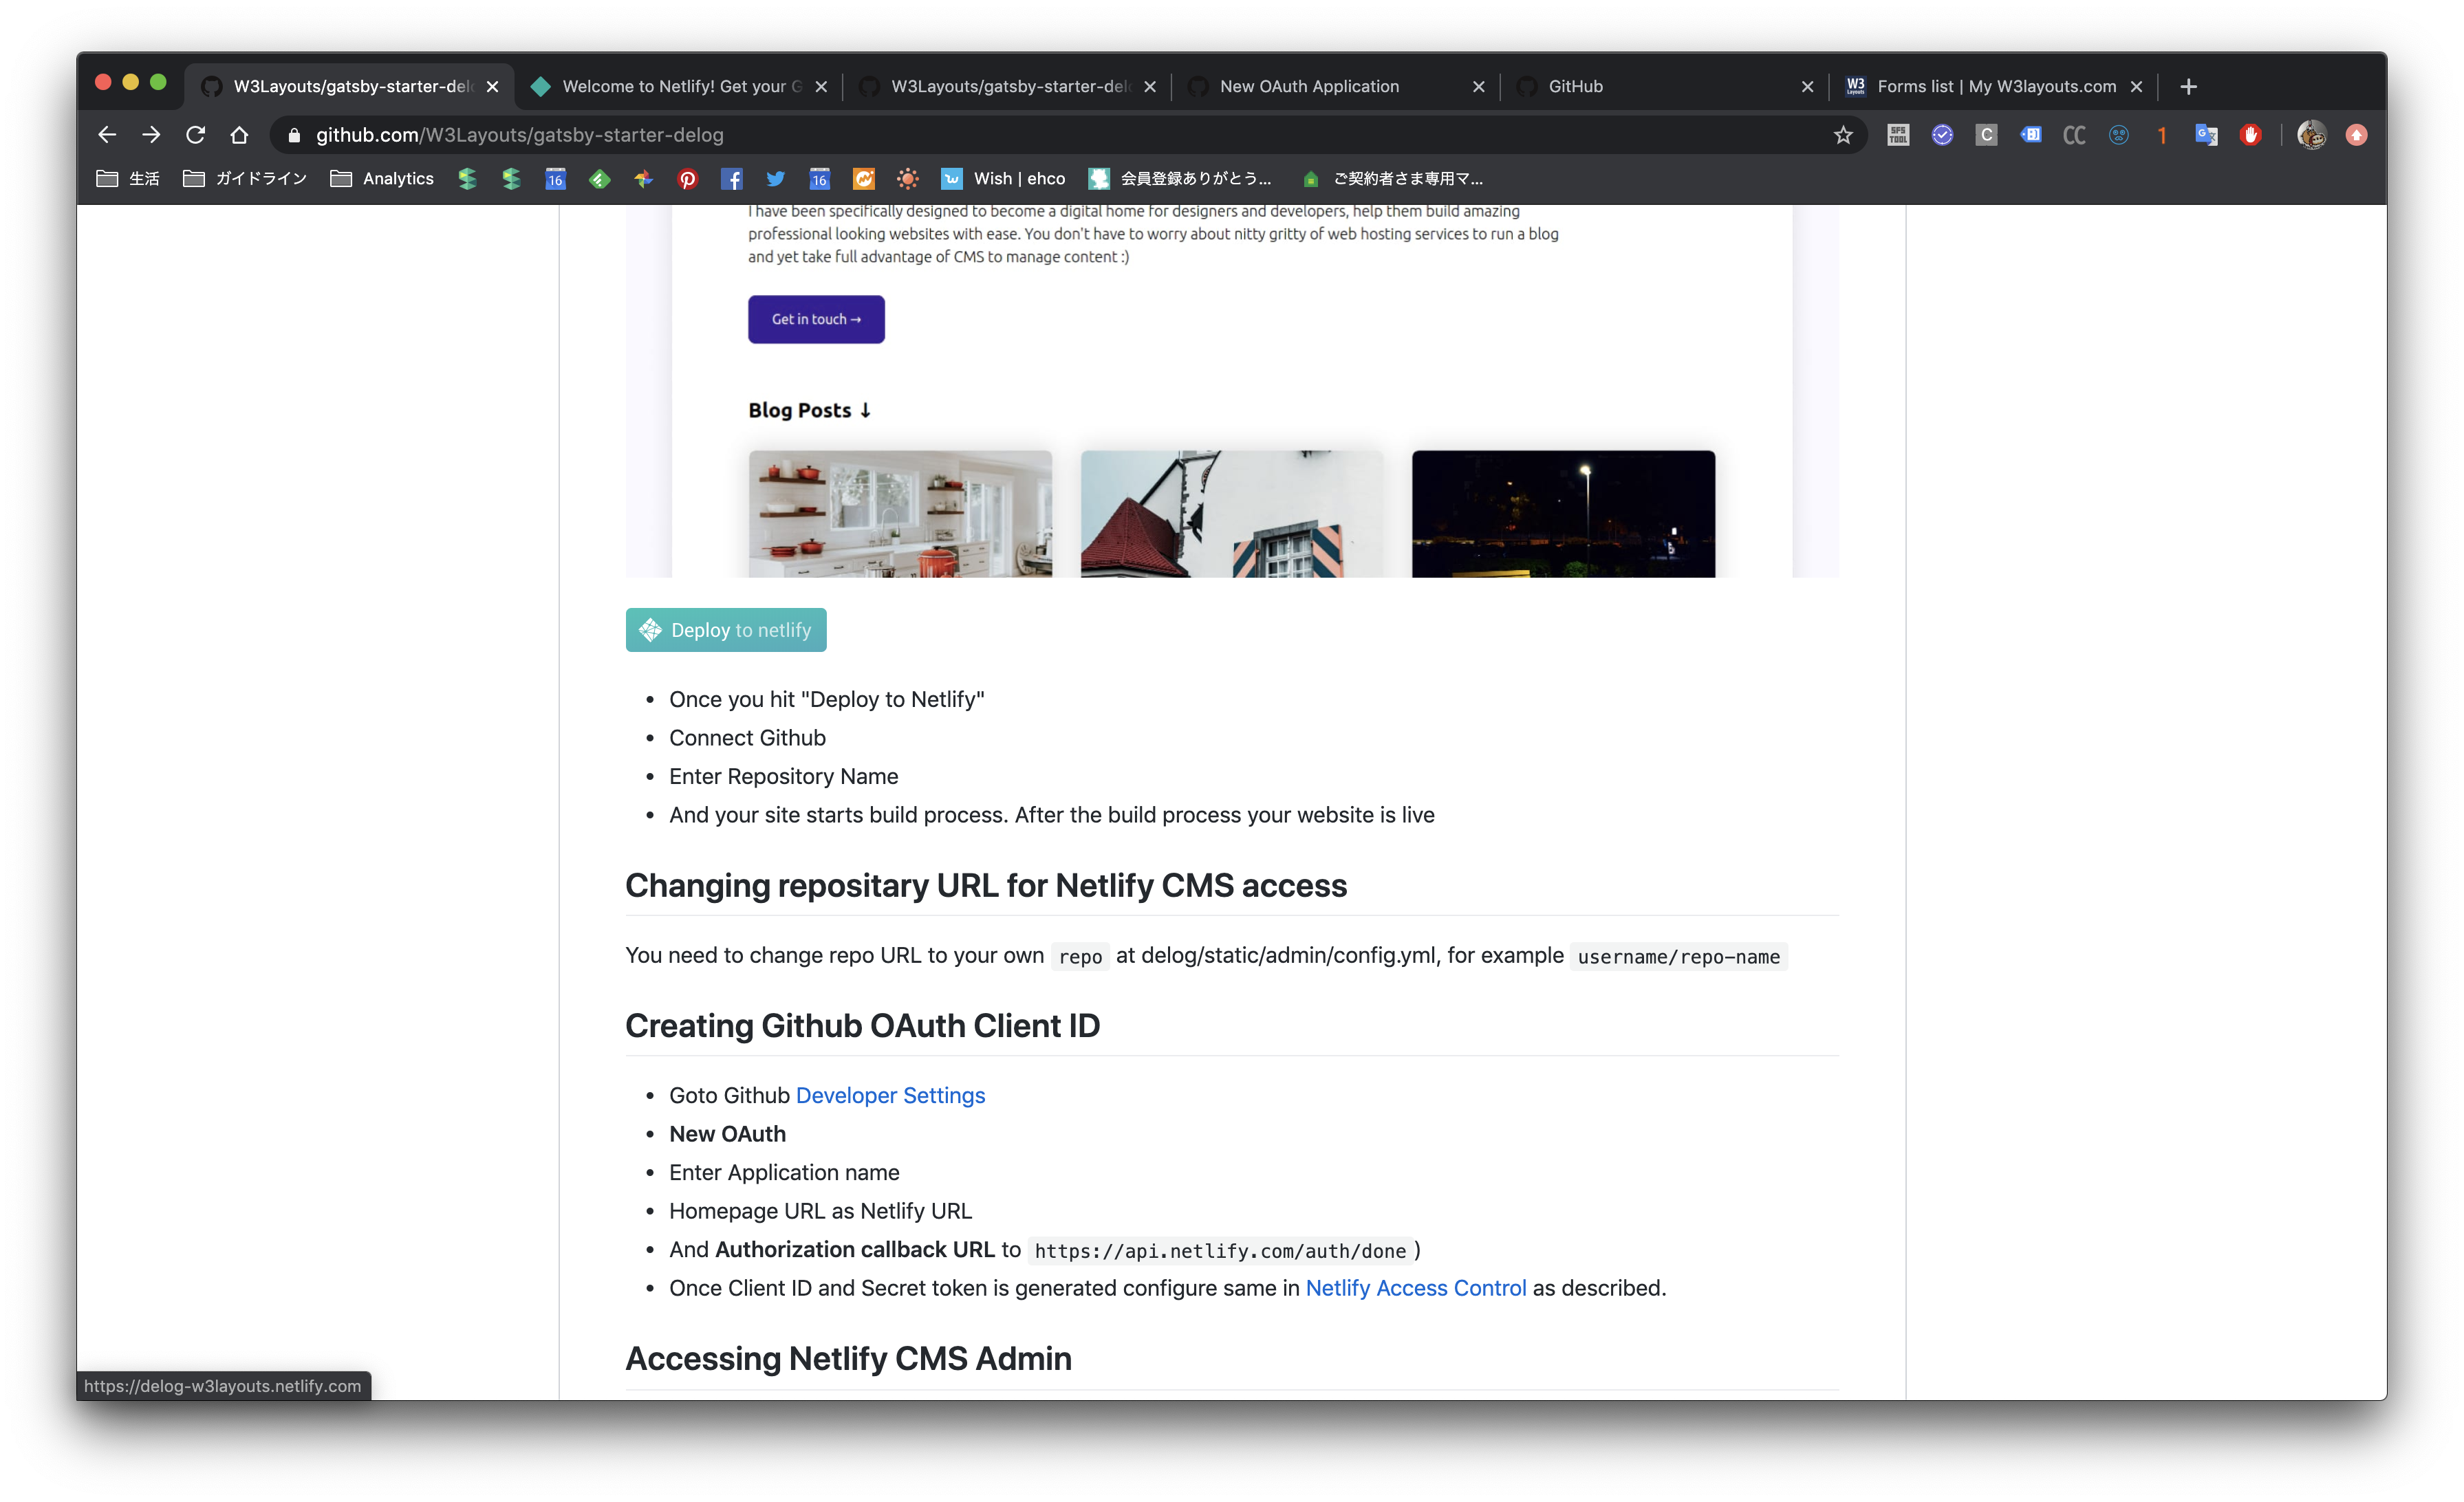 W3Layouts/gatsby-starter-delo
Welcome to Netlify! Get your G
W3Layouts/gatsby-starter-delo
New OAuth Application
GitHub
W3 Layouts
Forms list | My W3layouts.com
github.com/W3Layouts/gatsby-starter-delog
SFS TOOL
C
CC
1
生活
ガイドライン
Analytics
16
16
Wish | ehco
会員登録ありがとう...
ご契約者さま専用マ...
I have been specifically designed to become a digital home for designers and developers, help them build amazing
professional looking websites with ease. You don't have to worry about nitty gritty of web hosting services to run a blog
and yet take full advantage of CMS to manage content :)
Get in touch →
Blog Posts ↓
Deploy to netlify
• Once you hit "Deploy to Netlify"
• Connect Github
• Enter Repository Name
• And your site starts build process. After the build process your website is live
Changing repositary URL for Netlify CMS access
You need to change repo URL to your own repo at delog/static/admin/config.yml, for example username/repo-name
Creating Github OAuth Client ID
• Goto Github Developer Settings
• New OAuth
• Enter Application name
• Homepage URL as Netlify URL
• And Authorization callback URL to https://api.netlify.com/auth/done )
• Once Client ID and Secret token is generated configure same in Netlify Access Control as described.
Accessing Netlify CMS Admin
https://delog-w3layouts.netlify.com